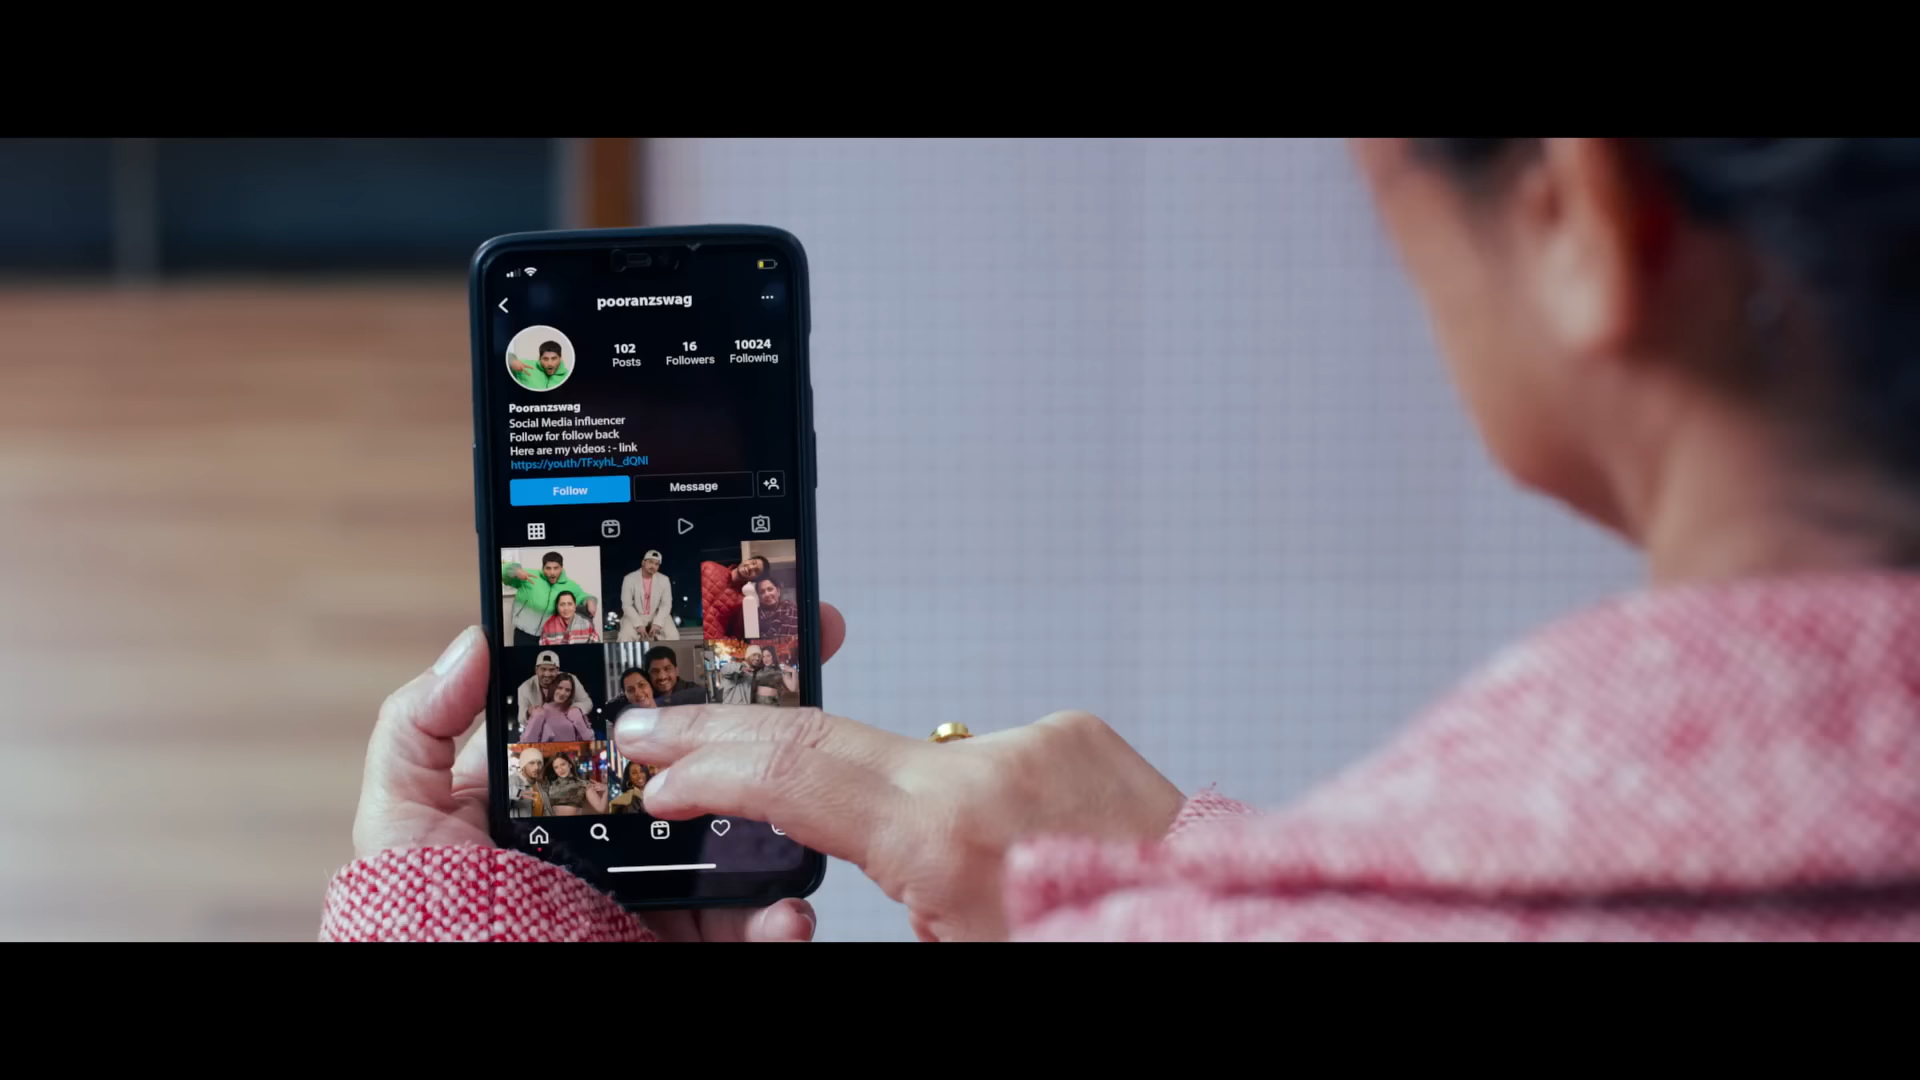 pooranzswag
102 16 10024
Posts Followers Following
Pooranzswag
Social Media influencer
Follow for follow back
Here are my videos : - link
https://youth/TFxyhL_dQNI
Follow Message